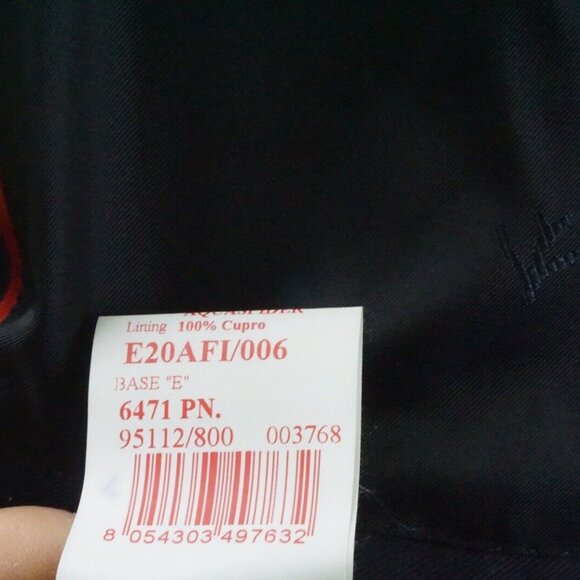 AQUASPIDER
Lining 100% Cupro
E20AFI/006
BASE "E"
6471 PN.
95112/800 003768
8 054303 497632